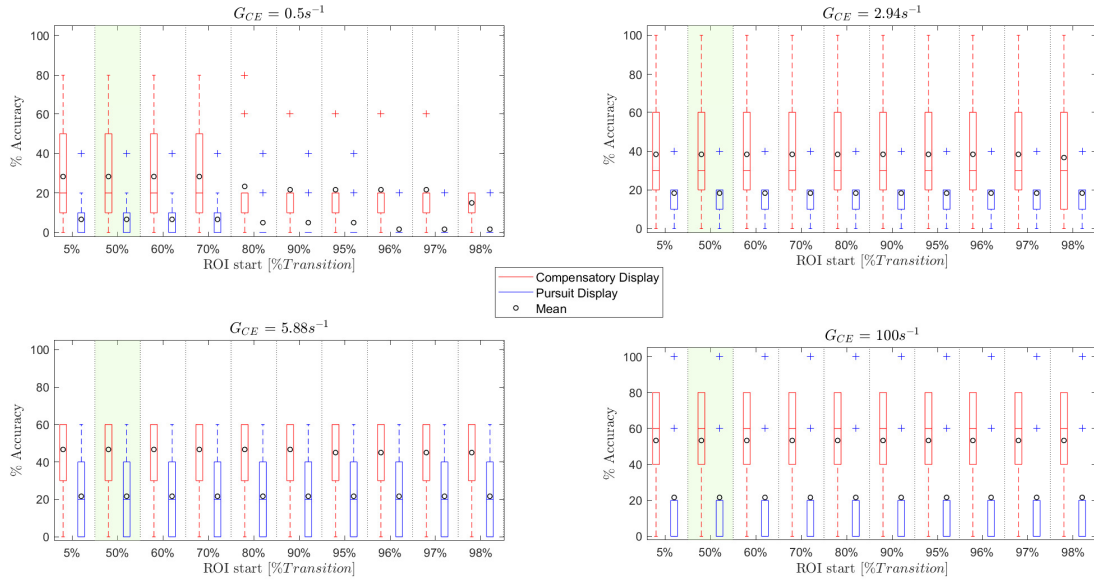 G_CE = 0.5s^-1
% Accuracy
100
80
60
40
20
0
5% 50% 60% 70% 80% 90% 95% 96% 97% 98%
ROI start [%Transition]
G_CE = 2.94s^-1
% Accuracy
100
80
60
40
20
0
5% 50% 60% 70% 80% 90% 95% 96% 97% 98%
ROI start [%Transition]
Compensatory Display
Pursuit Display
Mean
G_CE = 5.88s^-1
% Accuracy
100
80
60
40
20
0
5% 50% 60% 70% 80% 90% 95% 96% 97% 98%
ROI start [%Transition]
G_CE = 100s^-1
% Accuracy
100
80
60
40
20
0
5% 50% 60% 70% 80% 90% 95% 96% 97% 98%
ROI start [%Transition]